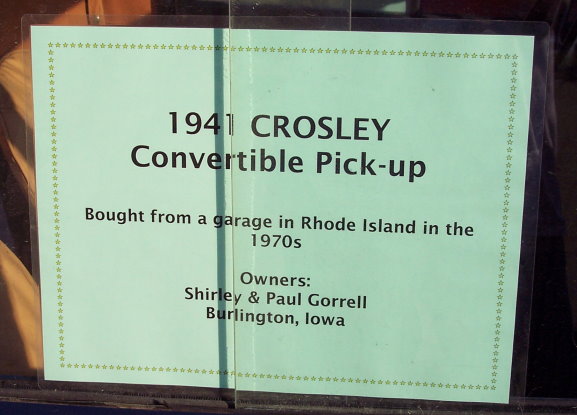 1941 CROSLEY
Convertible Pick-up
Bought from a garage in Rhode Island in the
1970s
Owners:
Shirley & Paul Gorrell
Burlington, Iowa